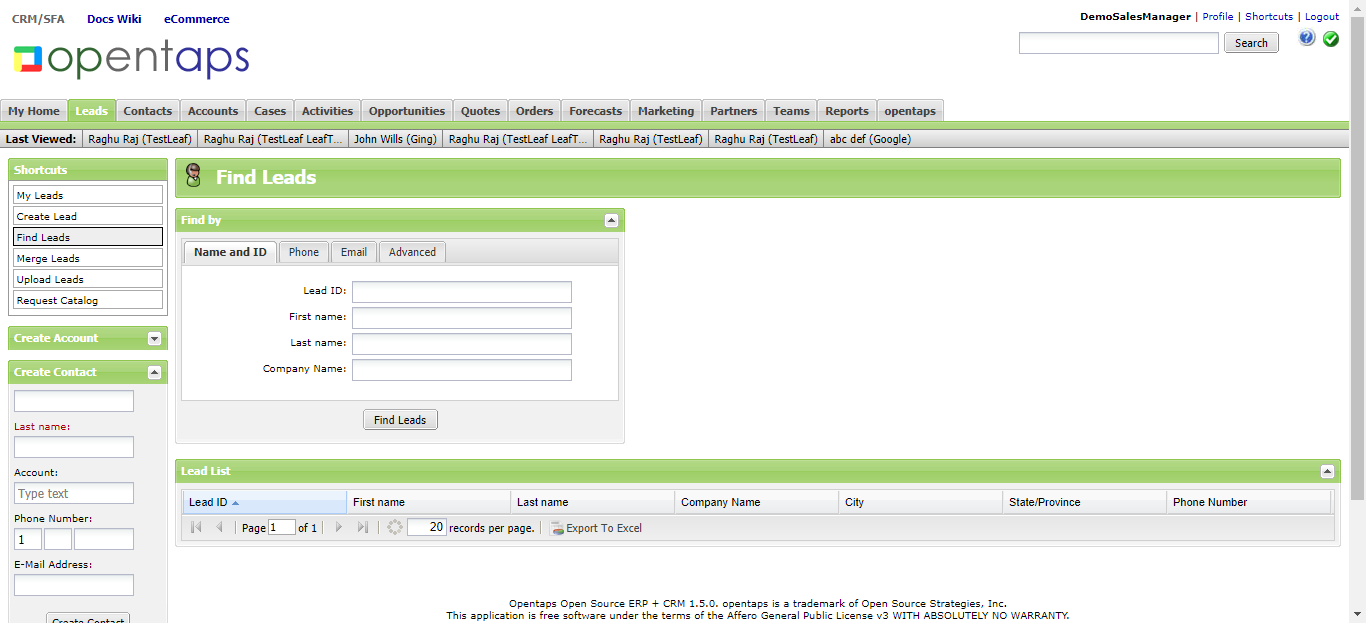 CRM/SFA Docs Wiki eCommerce
DemoSalesManager | Profile | Shortcuts | Logout
opentaps
Search
My Home Leads Contacts Accounts Cases Activities Opportunities Quotes Orders Forecasts Marketing Partners Teams Reports opentaps
Last Viewed: Raghu Raj (TestLeaf) Raghu Raj (TestLeaf LeafT... John Wills (Ging) Raghu Raj (TestLeaf LeafT... Raghu Raj (TestLeaf) Raghu Raj (TestLeaf) abc def (Google)
Shortcuts
My Leads
Create Lead
Find Leads
Merge Leads
Upload Leads
Request Catalog
Create Account
Create Contact
Last name:
Account:
Type text
Phone Number:
1
E-Mail Address:
Create Contact
Find Leads
Find by
Name and ID Phone Email Advanced
Lead ID:
First name:
Last name:
Company Name:
Find Leads
Lead List
Lead ID First name Last name Company Name City State/Province Phone Number
Page 1 of 1 20 records per page. Export To Excel
Opentaps Open Source ERP + CRM 1.5.0. opentaps is a trademark of Open Source Strategies, Inc.
This application is free software under the terms of the Affero General Public License v3 WITH ABSOLUTELY NO WARRANTY.